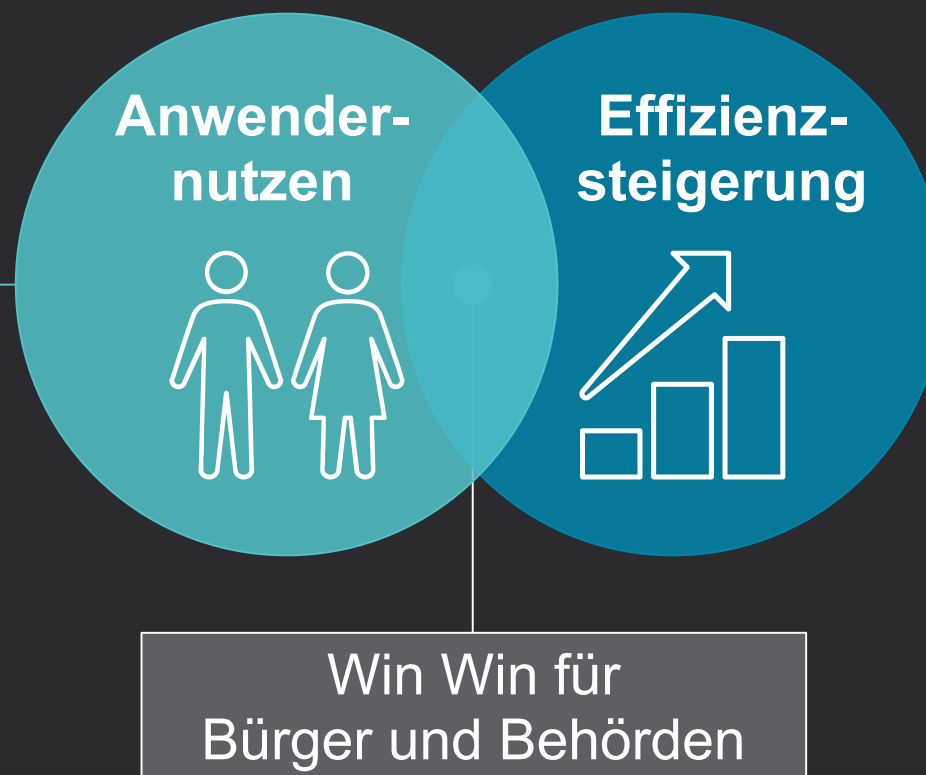 Anwender-
nutzen
Effizienz-
steigerung
Win Win für
Bürger und Behörden